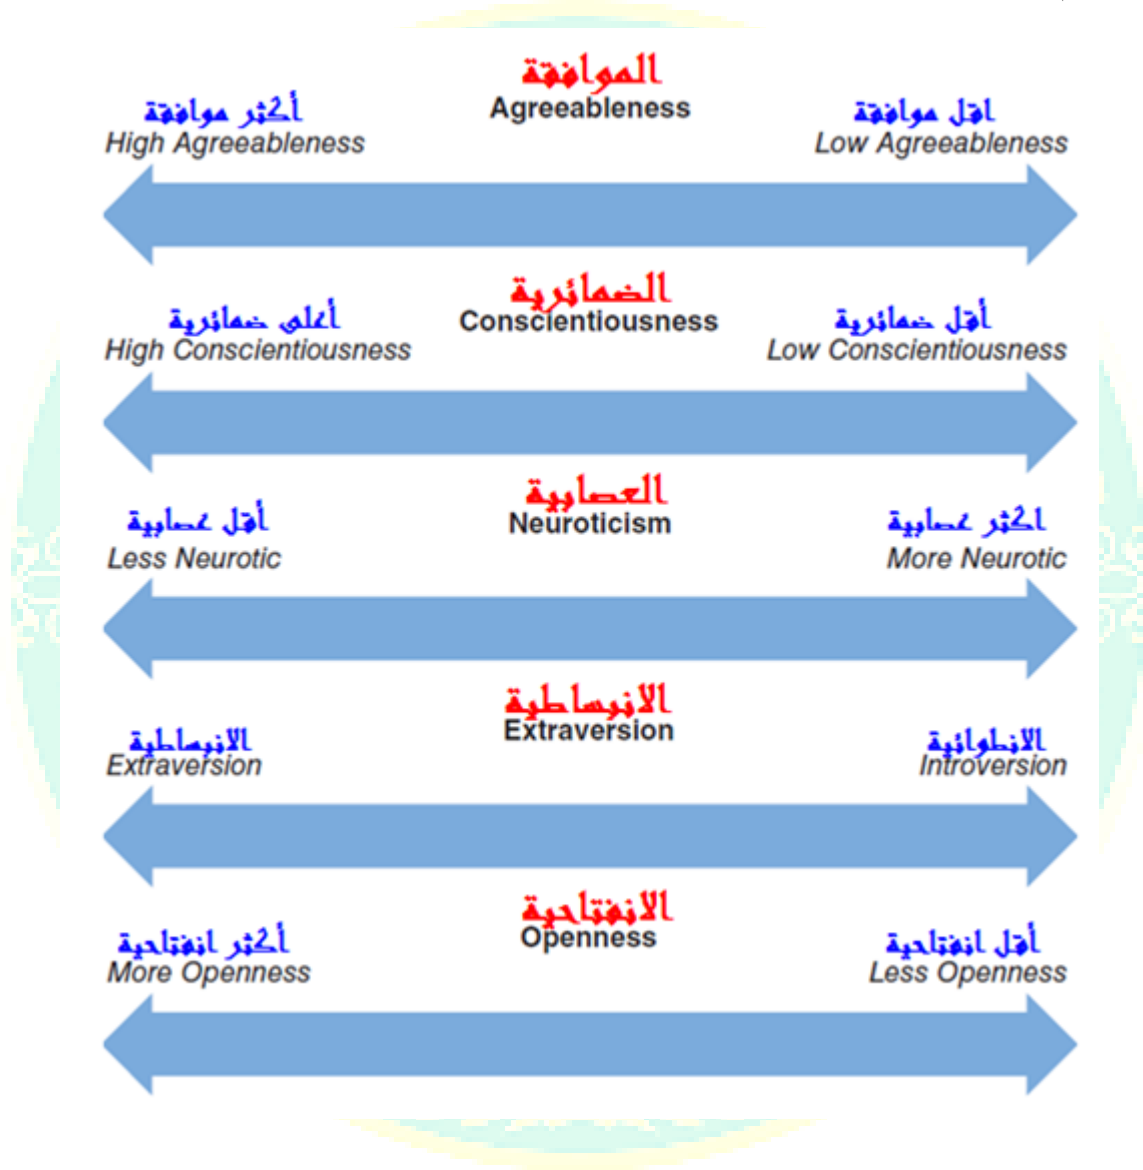 الموافقة
Agreeableness
أكثر موافقة
High Agreeableness
اقل موافقة
Low Agreeableness
الضمائرية
Conscientiousness
أعلى ضمائرية
High Conscientiousness
أقل ضمائرية
Low Conscientiousness
العصابية
Neuroticism
أقل عصابية
Less Neurotic
اكثر عصابية
More Neurotic
الانبساطية
Extraversion
الانبساطية
Extraversion
الانطوائية
Introversion
الانفتاحية
Openness
أكثر انفتاحية
More Openness
أقل انفتاحية
Less Openness